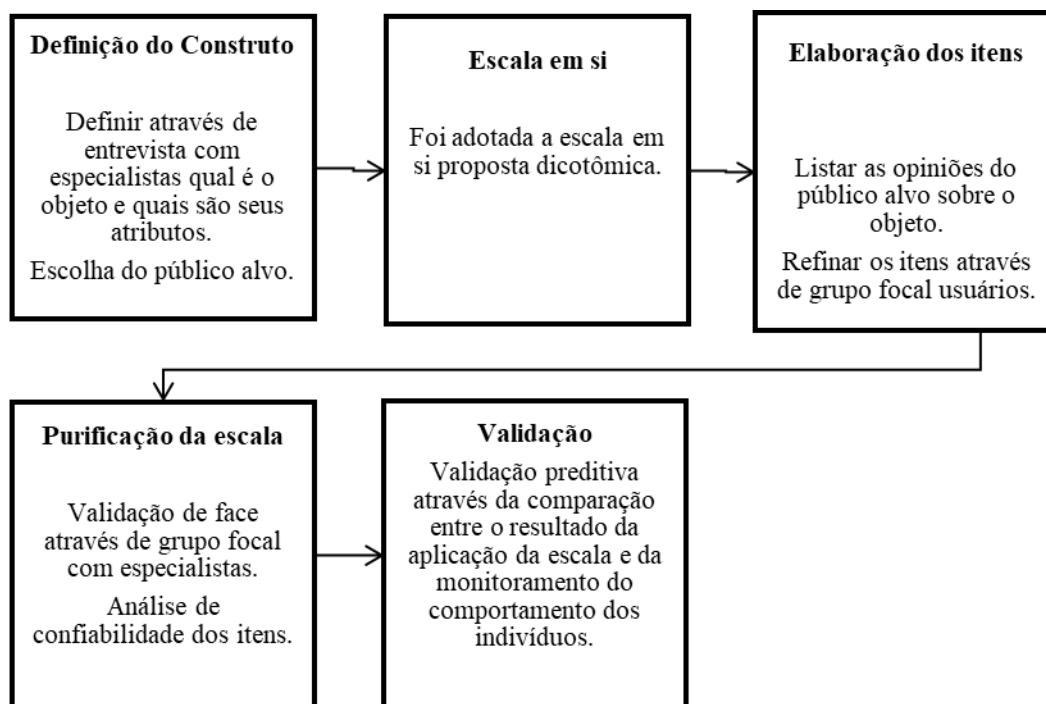 Definição do Construto
Definir através de
entrevista com
especialistas qual é o
objeto e quais são seus
atributos.
Escolha do público alvo.
Escala em si
Foi adotada a escala em
si proposta dicotômica.
Elaboração dos itens
Listar as opiniões do
público alvo sobre o
objeto.
Refinar os itens através
de grupo focal usuários.
Purificação da escala
Validação de face
através de grupo focal
com especialistas.
Análise de
confiabilidade dos itens.
Validação
Validação preditiva
através da comparação
entre o resultado da
aplicação da escala e da
monitoramento do
comportamento dos
indivíduos.